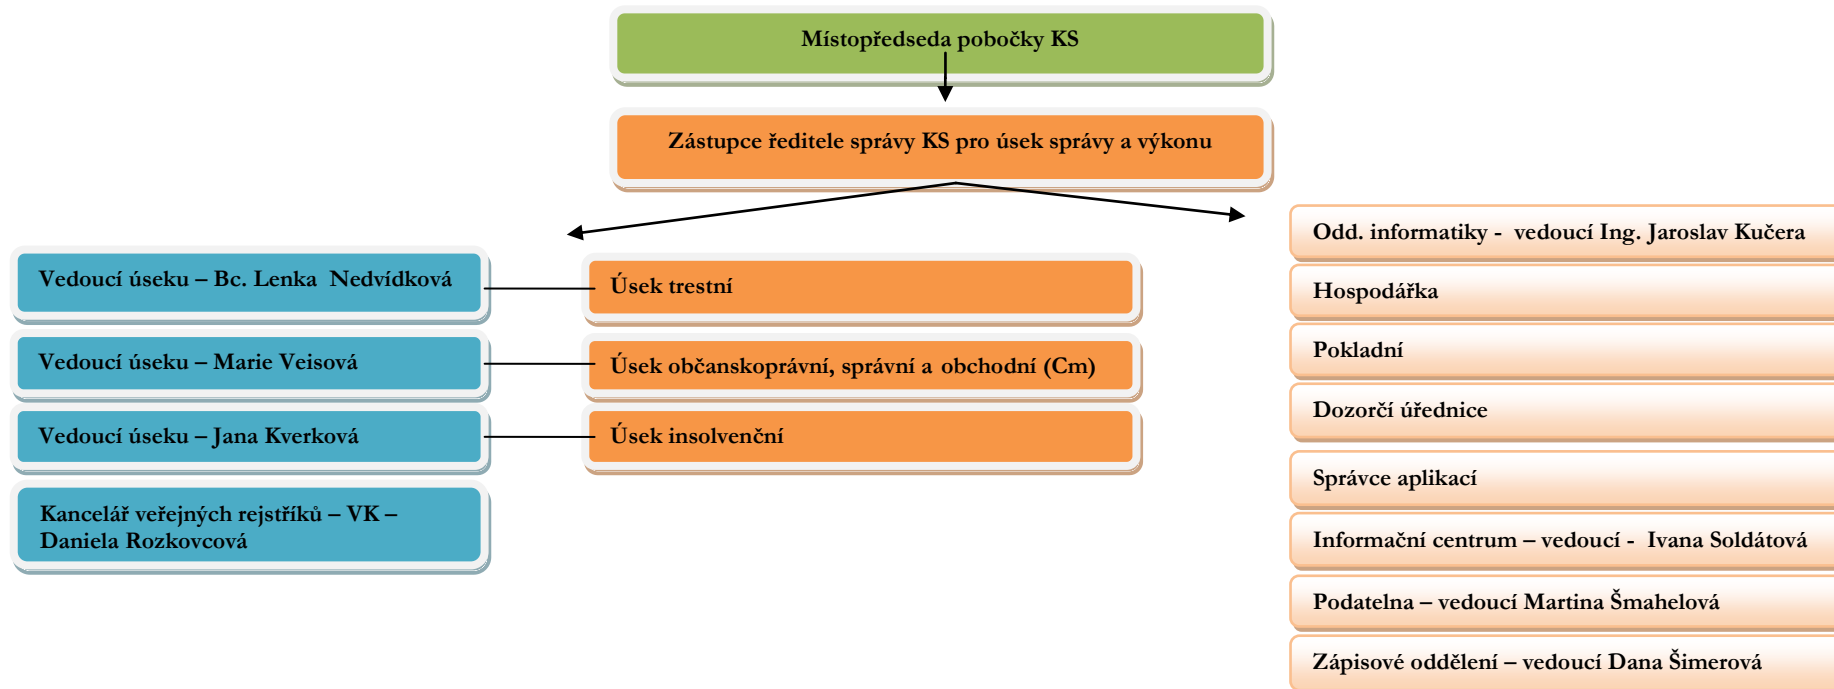 Místopředseda pobočky KS
Zástupce ředitele správy KS pro úsek správy a výkonu
Vedoucí úseku – Bc. Lenka  Nedvídková
Úsek trestní
Vedoucí úseku – Marie Veisová
Úsek občanskoprávní, správní a obchodní (Cm)
Vedoucí úseku – Jana Kverková
Úsek insolvenční
Kancelář veřejných rejstříků – VK –
Daniela Rozkovcová
Odd. informatiky -  vedoucí Ing. Jaroslav Kučera
Hospodářka
Pokladní
Dozorčí úřednice
Správce aplikací
Informační centrum – vedoucí -  Ivana Soldátová
Podatelna – vedoucí Martina Šmahelová
Zápisové oddělení – vedoucí Dana Šimerová